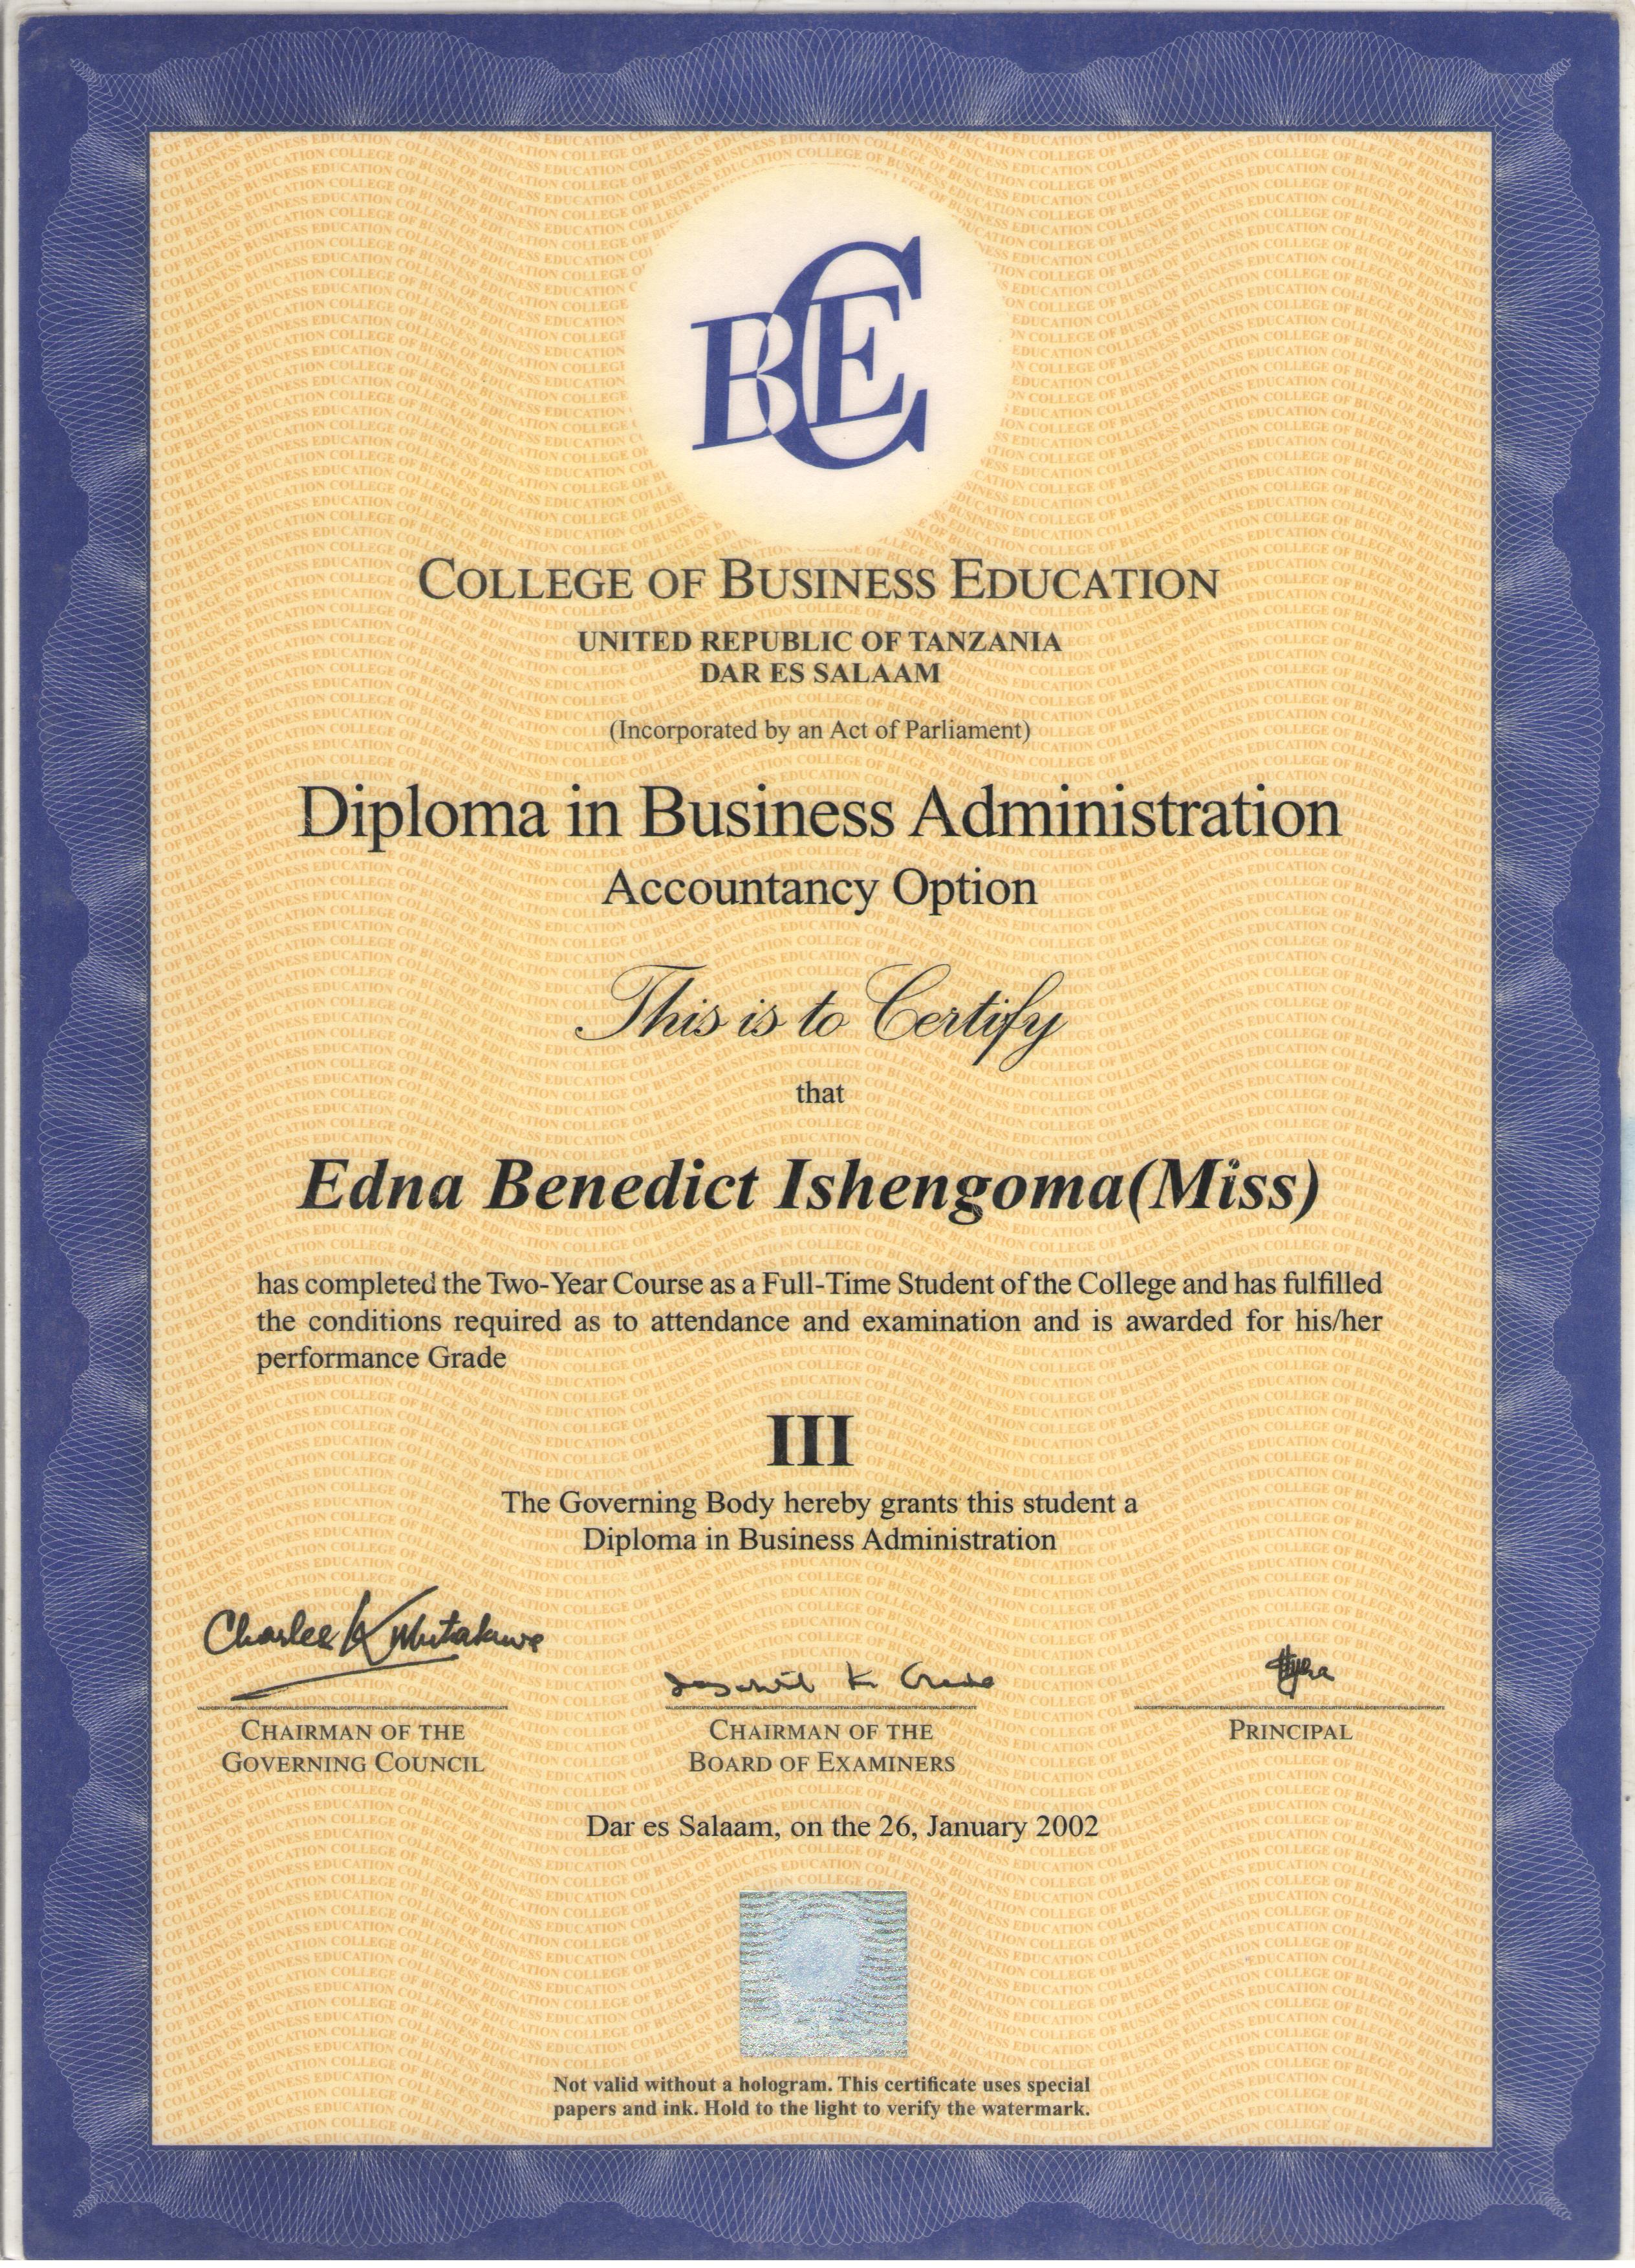 BCE
COLLEGE OF BUSINESS EDUCATION
UNITED REPUBLIC OF TANZANIA
DAR ES SALAAM
(Incorporated by an Act of Parliament)
Diploma in Business Administration
Accountancy Option
This is to Certify
that
Edna Benedict Ishengoma(Miss)
has completed the Two-Year Course as a Full-Time Student of the College and has fulfilled
the conditions required as to attendance and examination and is awarded for his/her
performance Grade
III
The Governing Body hereby grants this student a
Diploma in Business Administration
Charles K
CHAIRMAN OF THE
GOVERNING COUNCIL
CHAIRMAN OF THE
BOARD OF EXAMINERS
PRINCIPAL
Dar es Salaam, on the 26, January 2002
Not valid without a hologram. This certificate uses special
papers and ink. Hold to the light to verify the watermark.